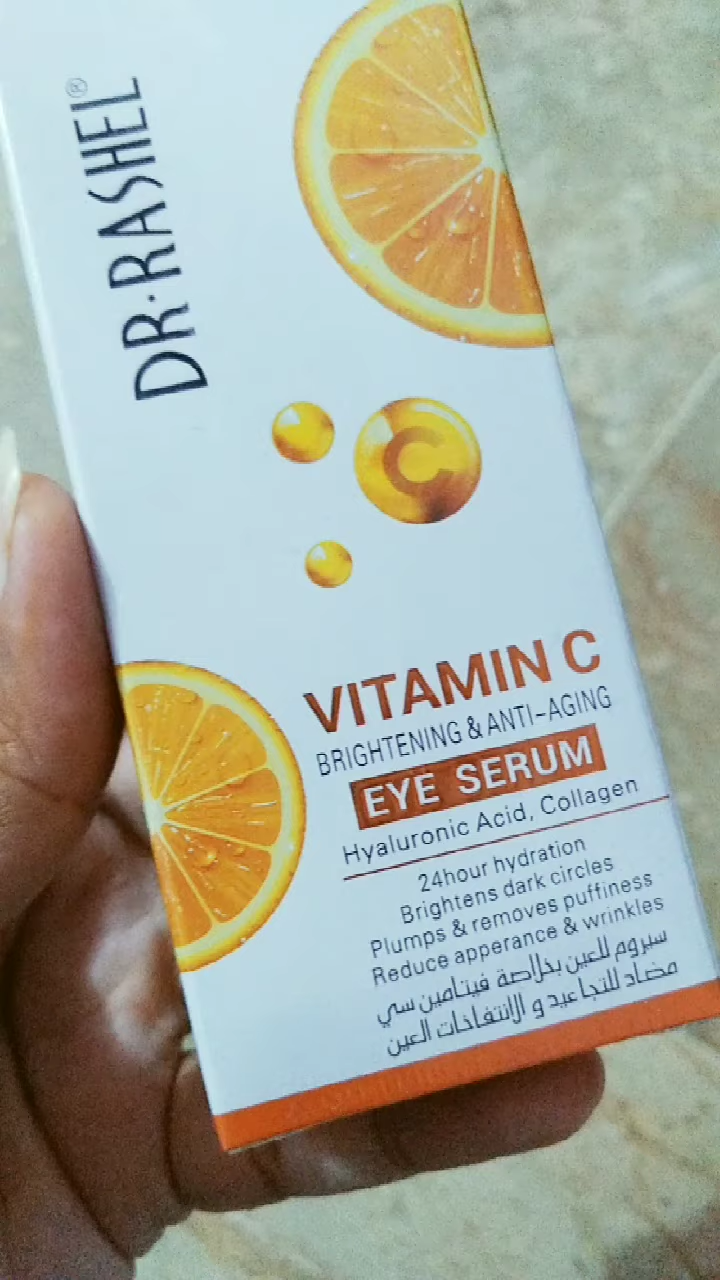 DR·RASHEL®
C
VITAMIN C
BRIGHTENING & ANTI-AGING
EYE SERUM
Hyaluronic Acid, Collagen
24hour hydration
Brightens dark circles
Plumps & removes puffiness
Reduce apperance & wrinkles
سيروم للعين بخلاصة فيتامين سي
مضاد للتجاعيد و الانتفاخات العين